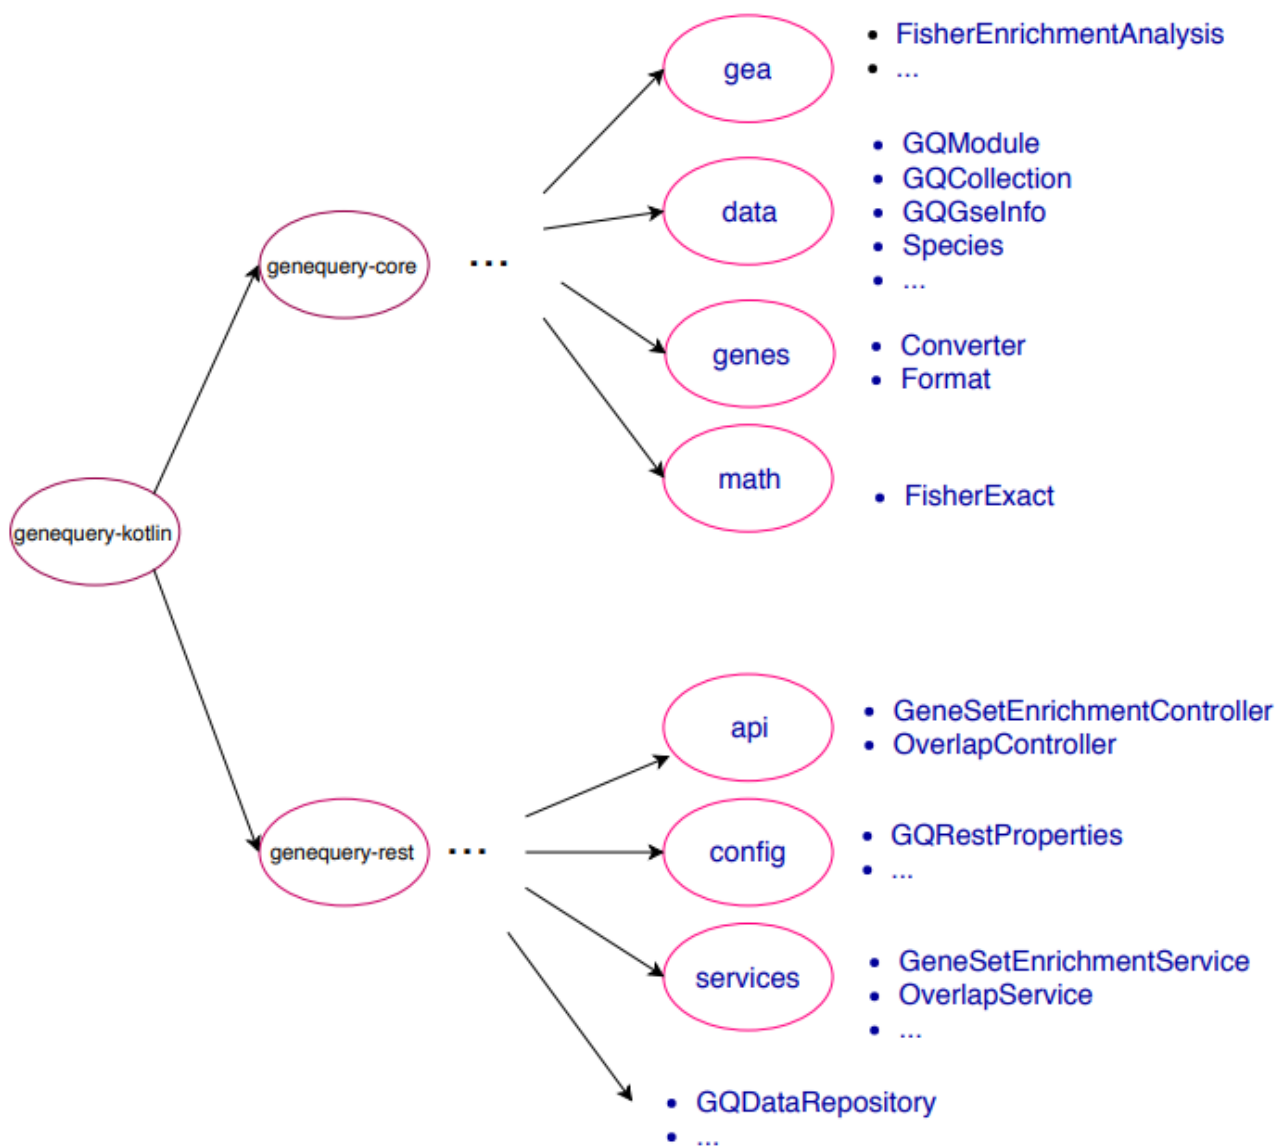 gea
• FisherEnrichmentAnalysis
• ...
data
• GQModule
• GQCollection
• GQGseInfo
• Species
• ...
genequery-core
...
genes
• Converter
• Format
math
• FisherExact
genequery-kotlin
api
• GeneSetEnrichmentController
• OverlapController
genequery-rest
...
config
• GQRestProperties
• ...
services
• GeneSetEnrichmentService
• OverlapService
• ...
• GQDataRepository
• ...